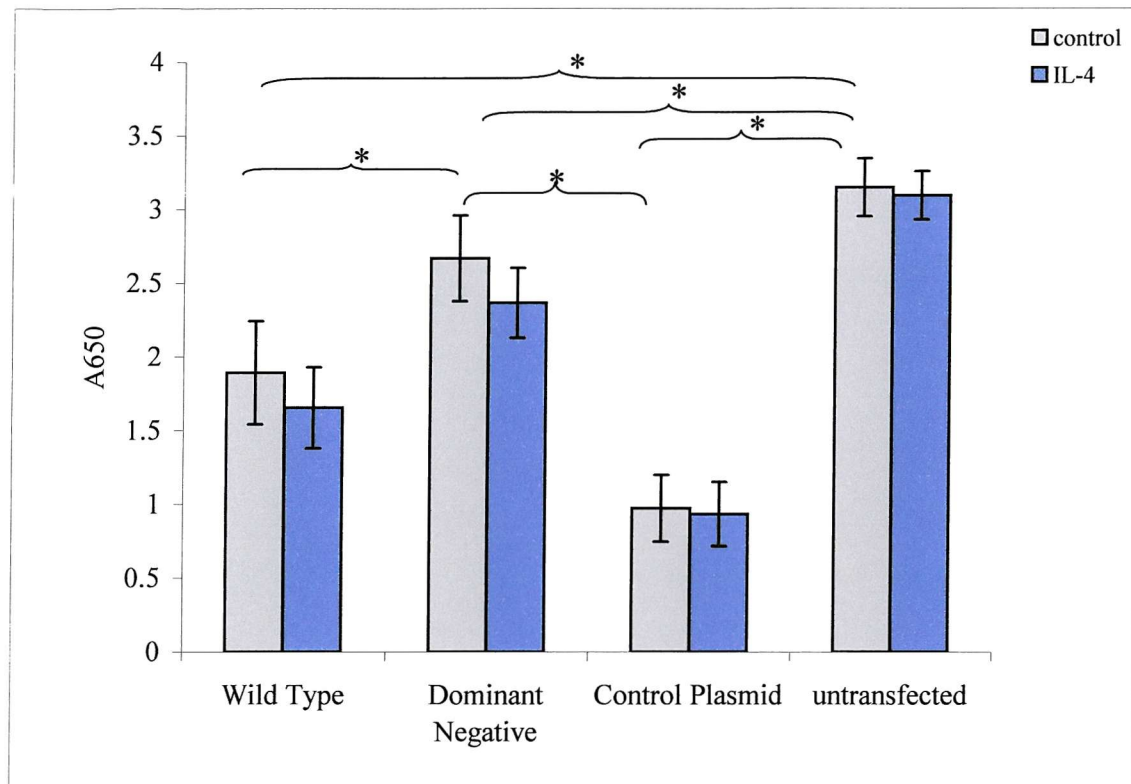 control
IL-4
*
*
*
*
*
4
3.5
3
2.5
2
1.5
1
0.5
0
A650
Wild Type
Dominant
Negative
Control Plasmid
untransfected